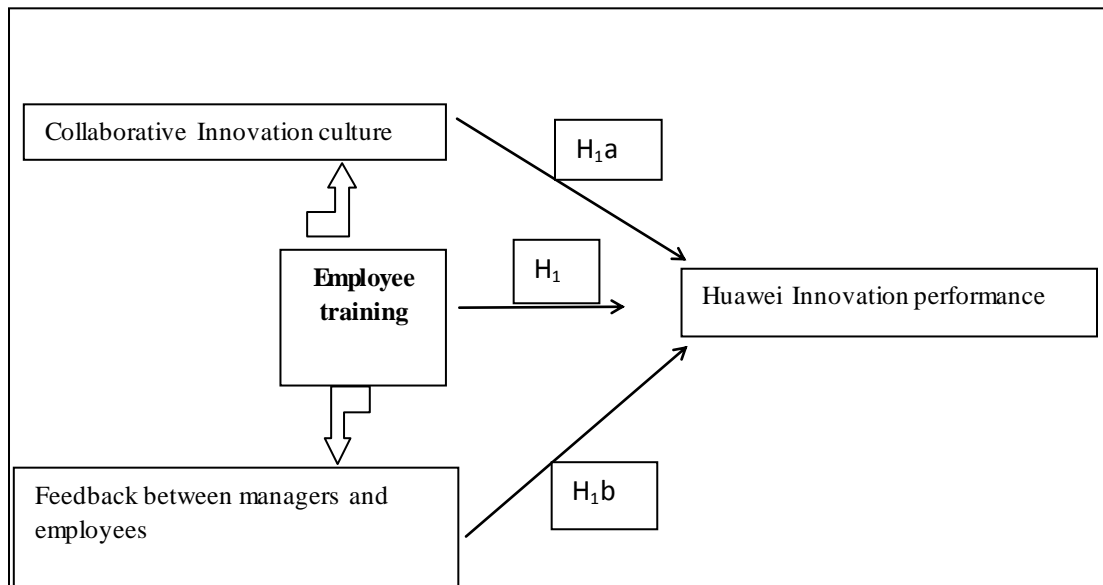 Collaborative Innovation culture
H₁a
Employee
training
H₁
Huawei Innovation performance
Feedback between managers and
employees
H₁b